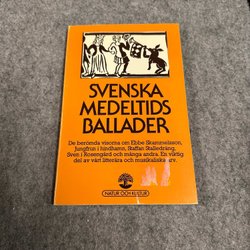 SVENSKA
MEDELTIDS
BALLADER
De berömda visorna om Ebbe Skammelsson,
Jungfrun i hindhamn, Staffan Stalledräng,
Sven i Rosengård och många andra. En viktig
del av vårt litterära och musikaliska arv.
NATUR OCH KULTUR